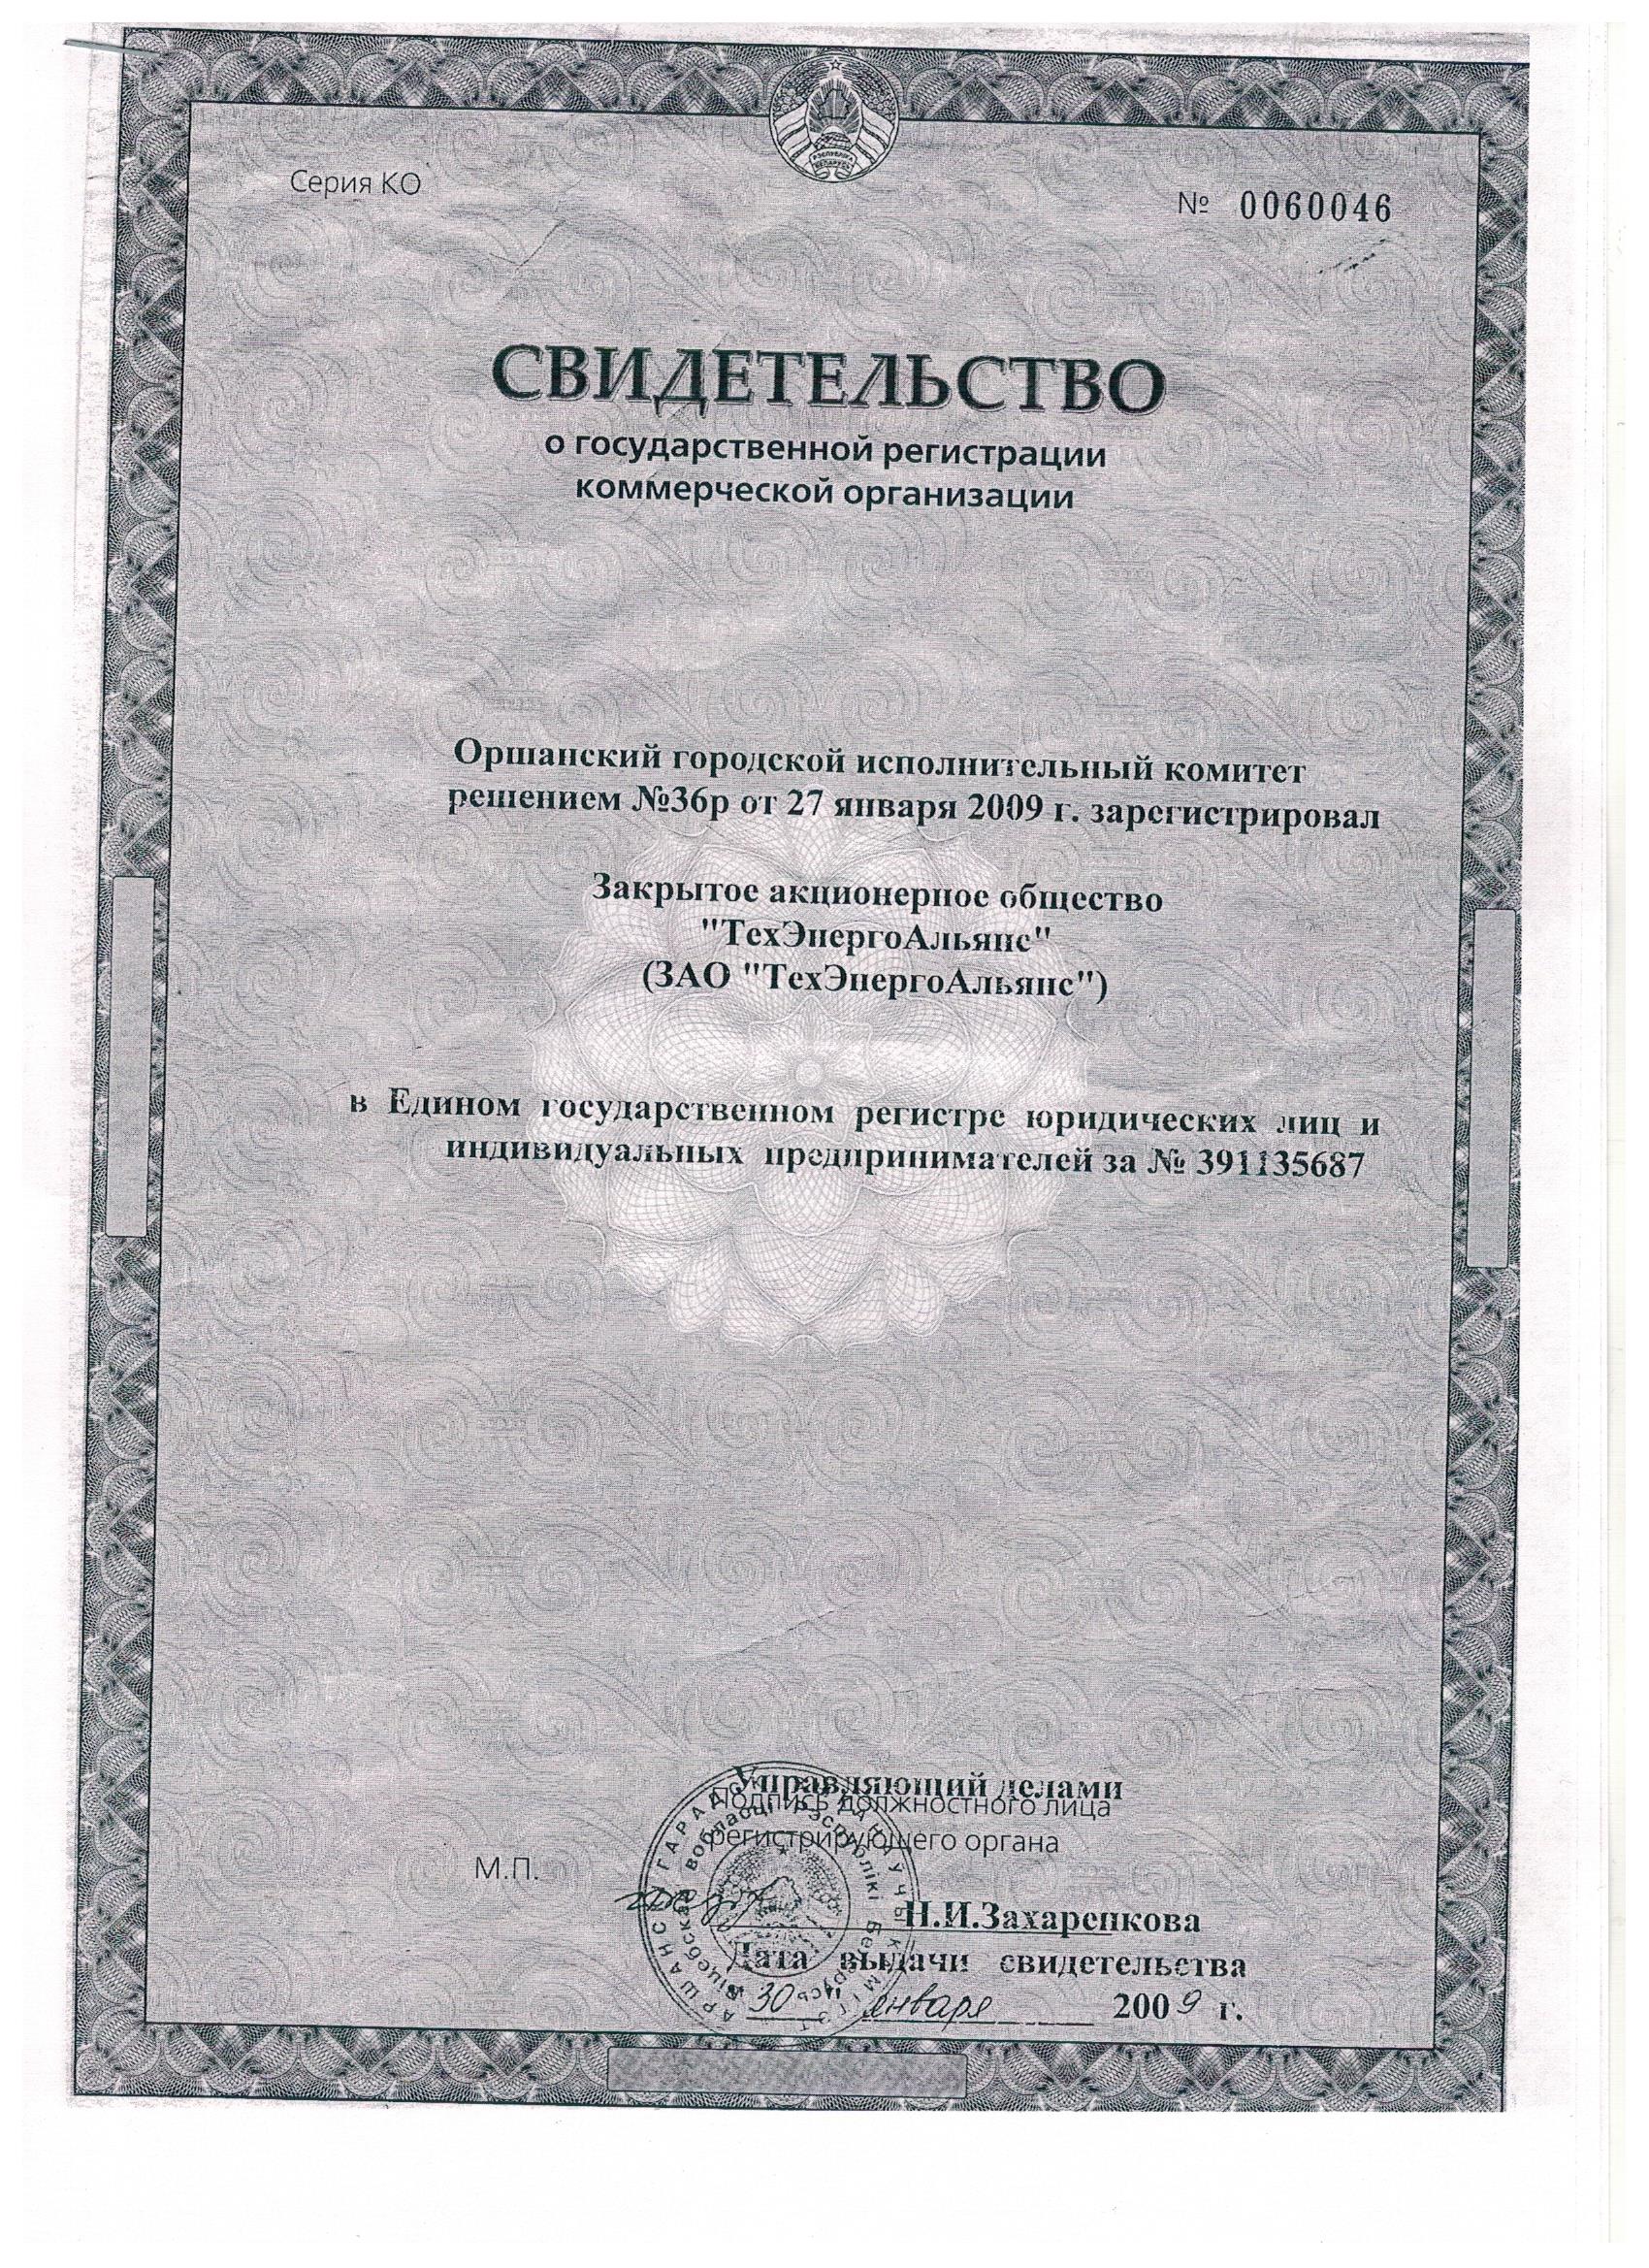 Серия КО
№ 0060046
СВИДЕТЕЛЬСТВО
о государственной регистрации
коммерческой организации
Оршанский городской исполнительный комитет
решением №36р от 27 января 2009 г. зарегистрировал
Закрытое акционерное общество
"ТехЭнергоАльянс"
(ЗАО "ТехЭнергоАльянс")
в Едином государственном регистре юридических лиц и
индивидуальных предпринимателей за № 391135687
Управляющий делами
Подпись должностного лица
регистрирующего органа
М.П.
Н.И.Захаренкова
Дата выдачи свидетельства
30 января 2009 г.